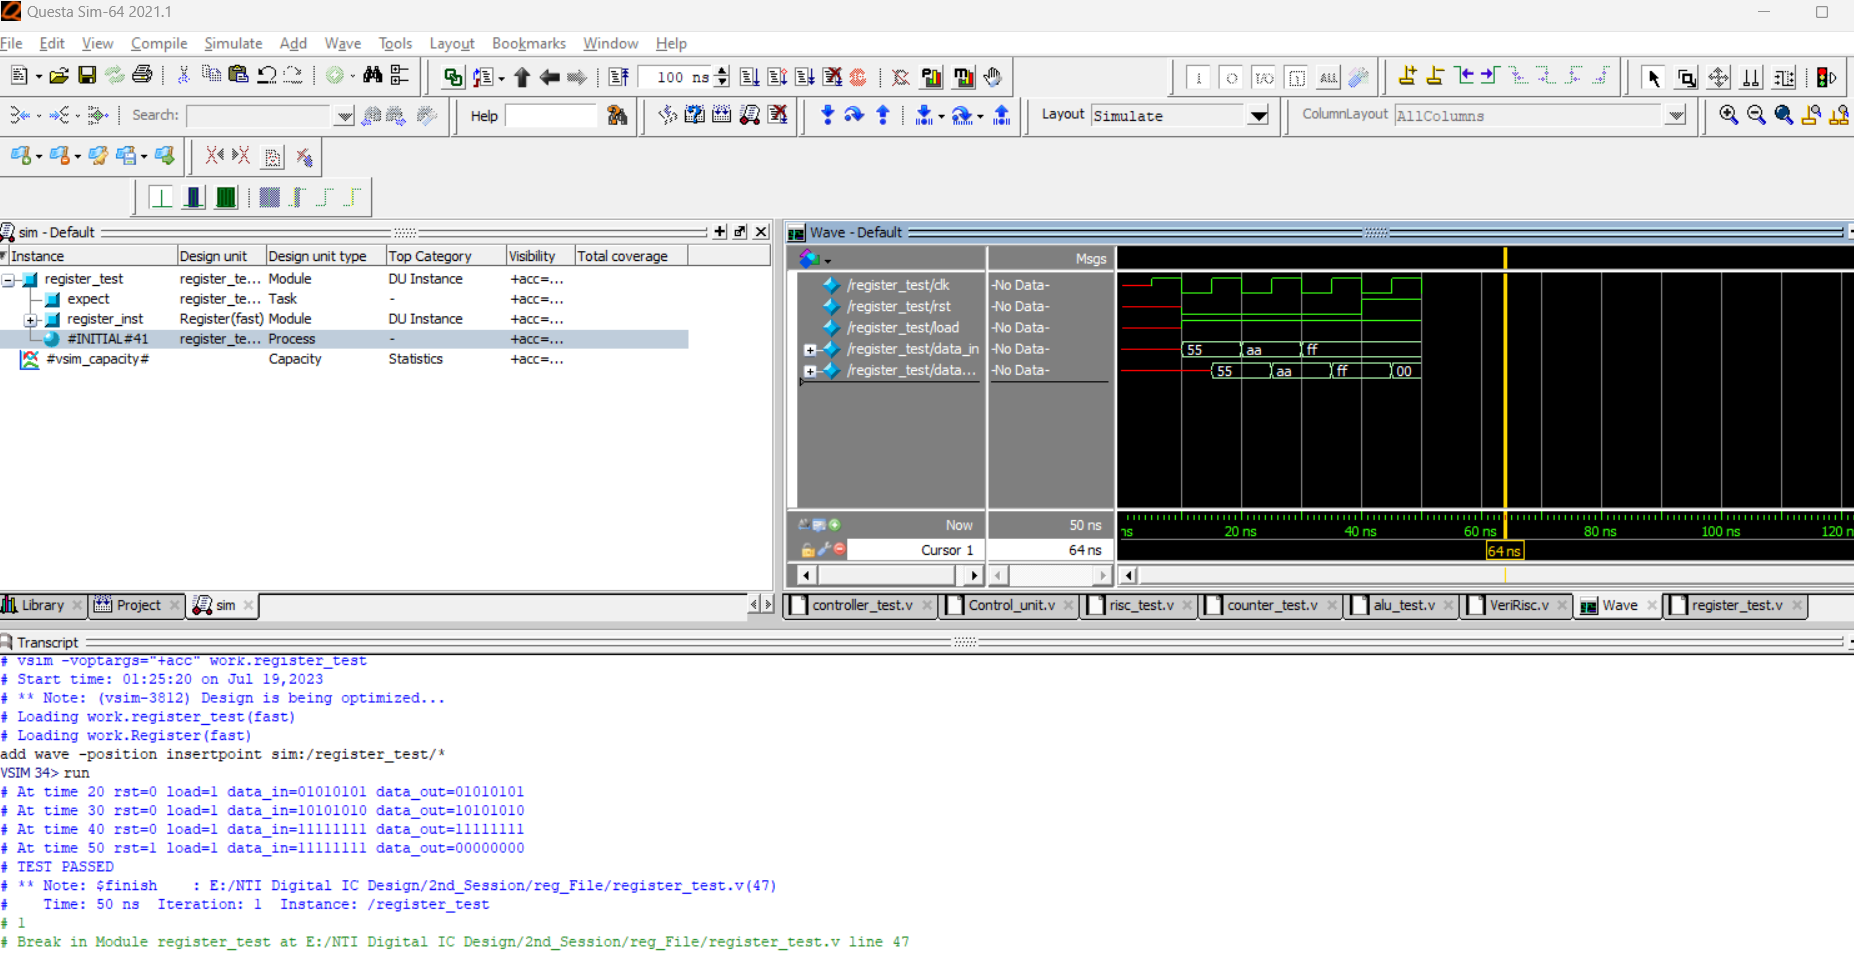 Questa Sim-64 2021.1
File Edit View Compile Simulate Add Wave Tools Layout Bookmarks Window Help
100 ns
I/O ALL
Search: Help Layout Simulate ColumnLayout AllColumns
sim - Default
Instance Design unit Design unit type Top Category Visibility Total coverage
register_test register_te... Module DU Instance +acc=...
expect register_te... Task - +acc=...
register_inst Register(fast) Module DU Instance +acc=...
#INITIAL#41 register_te... Process - +acc=...
#vsim_capacity# Capacity Statistics +acc=...
Wave - Default
Msgs
/register_test/clk -No Data-
/register_test/rst -No Data-
/register_test/load -No Data-
/register_test/data_in -No Data- 55 aa ff
/register_test/data... -No Data- 55 aa ff 00
Now 50 ns
ns 20 ns 40 ns 60 ns 80 ns 100 ns 120 n
Cursor 1 64 ns
64 ns
Library Project sim
controller_test.v Control_unit.v risc_test.v counter_test.v alu_test.v VeriRisc.v Wave register_test.v
Transcript
# vsim -voptargs="+acc" work.register_test
# Start time: 01:25:20 on Jul 19,2023
# ** Note: (vsim-3812) Design is being optimized...
# Loading work.register_test(fast)
# Loading work.Register(fast)
add wave -position insertpoint sim:/register_test/*
VSIM 34> run
# At time 20 rst=0 load=1 data_in=01010101 data_out=01010101
# At time 30 rst=0 load=1 data_in=10101010 data_out=10101010
# At time 40 rst=0 load=1 data_in=11111111 data_out=11111111
# At time 50 rst=1 load=1 data_in=11111111 data_out=00000000
# TEST PASSED
# ** Note: $finish : E:/NTI Digital IC Design/2nd_Session/reg_File/register_test.v(47)
# Time: 50 ns Iteration: 1 Instance: /register_test
# 1
# Break in Module register_test at E:/NTI Digital IC Design/2nd_Session/reg_File/register_test.v line 47